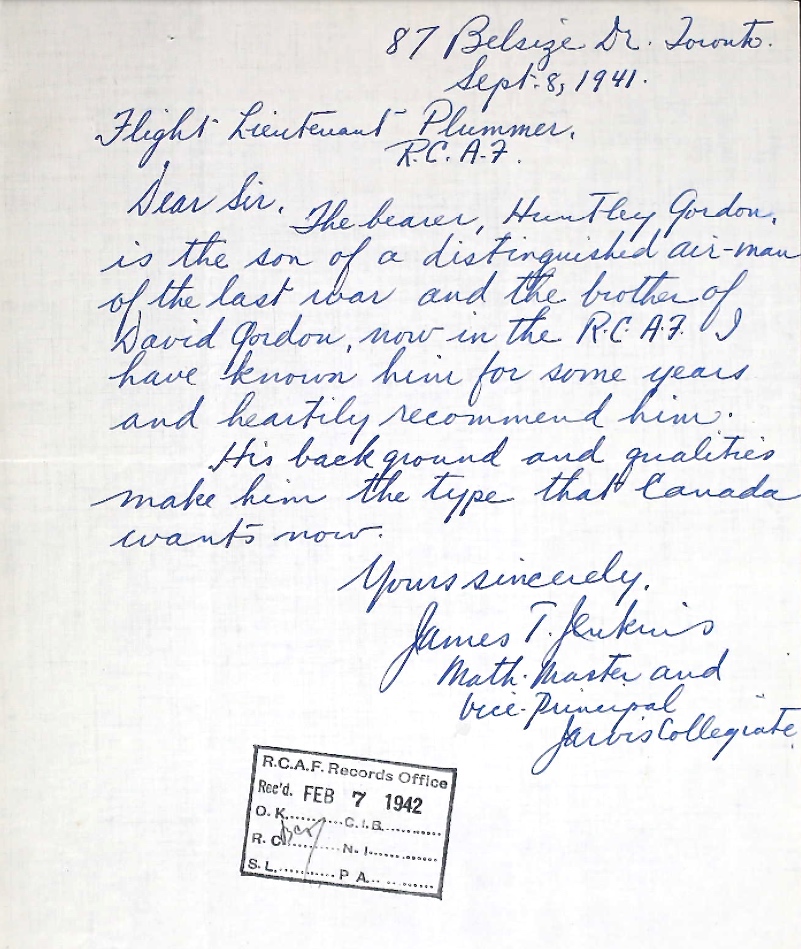 87 Belsize Dr. Toronto.
Sept. 8, 1941.
Flight Lieutenant Plummer.
R.C.A.F.
Dear Sir.
The bearer, Huntley Gordon,
is the son of a distinguished air-man
of the last war and the brother of
David Gordon, now in the R.C.A.F. I
have known him for some years
and heartily recommend him.
His background and qualities
make him the type that Canada
wants now.
Yours sincerely,
James T. Jenkins
Math. Master and
Vice-Principal
Jarvis Collegiate.
R.C.A.F. Records Office
Rec'd. FEB 7 1942
O.K..........C.I.B............
R.C..........N.I.............
S.L............P.A............